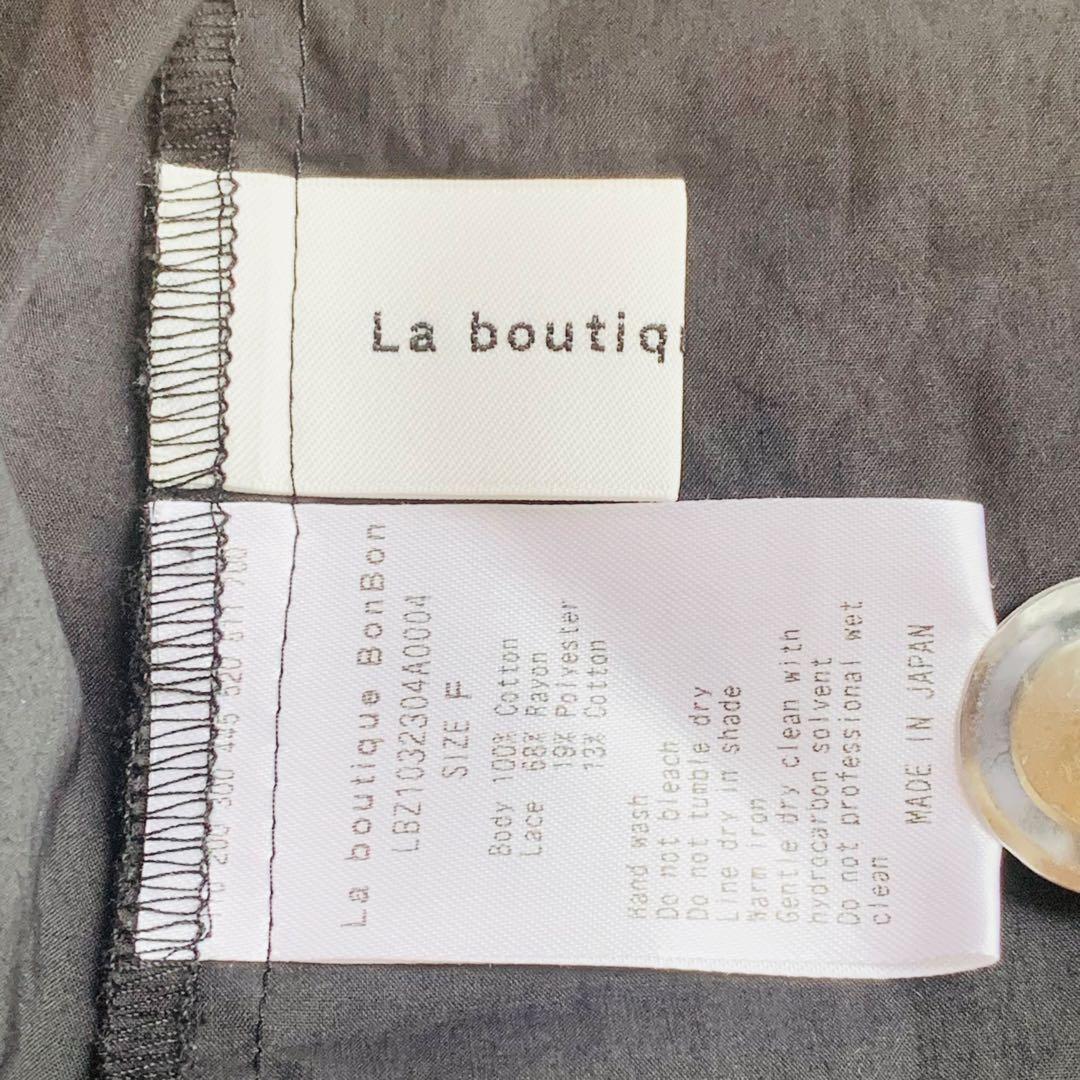 La boutiqu
La boutique BonBon
LBZ1032304A0004
SIZE F
Body 100% Cotton
Lace 68% Rayon
19% Polyester
13% Cotton
Hand wash
Do not bleach
Do not tumble dry
Line dry in shade
Warm iron
Gentle dry clean with
hydrocarbon solvent
Do not professional wet
clean
MADE IN JAPAN